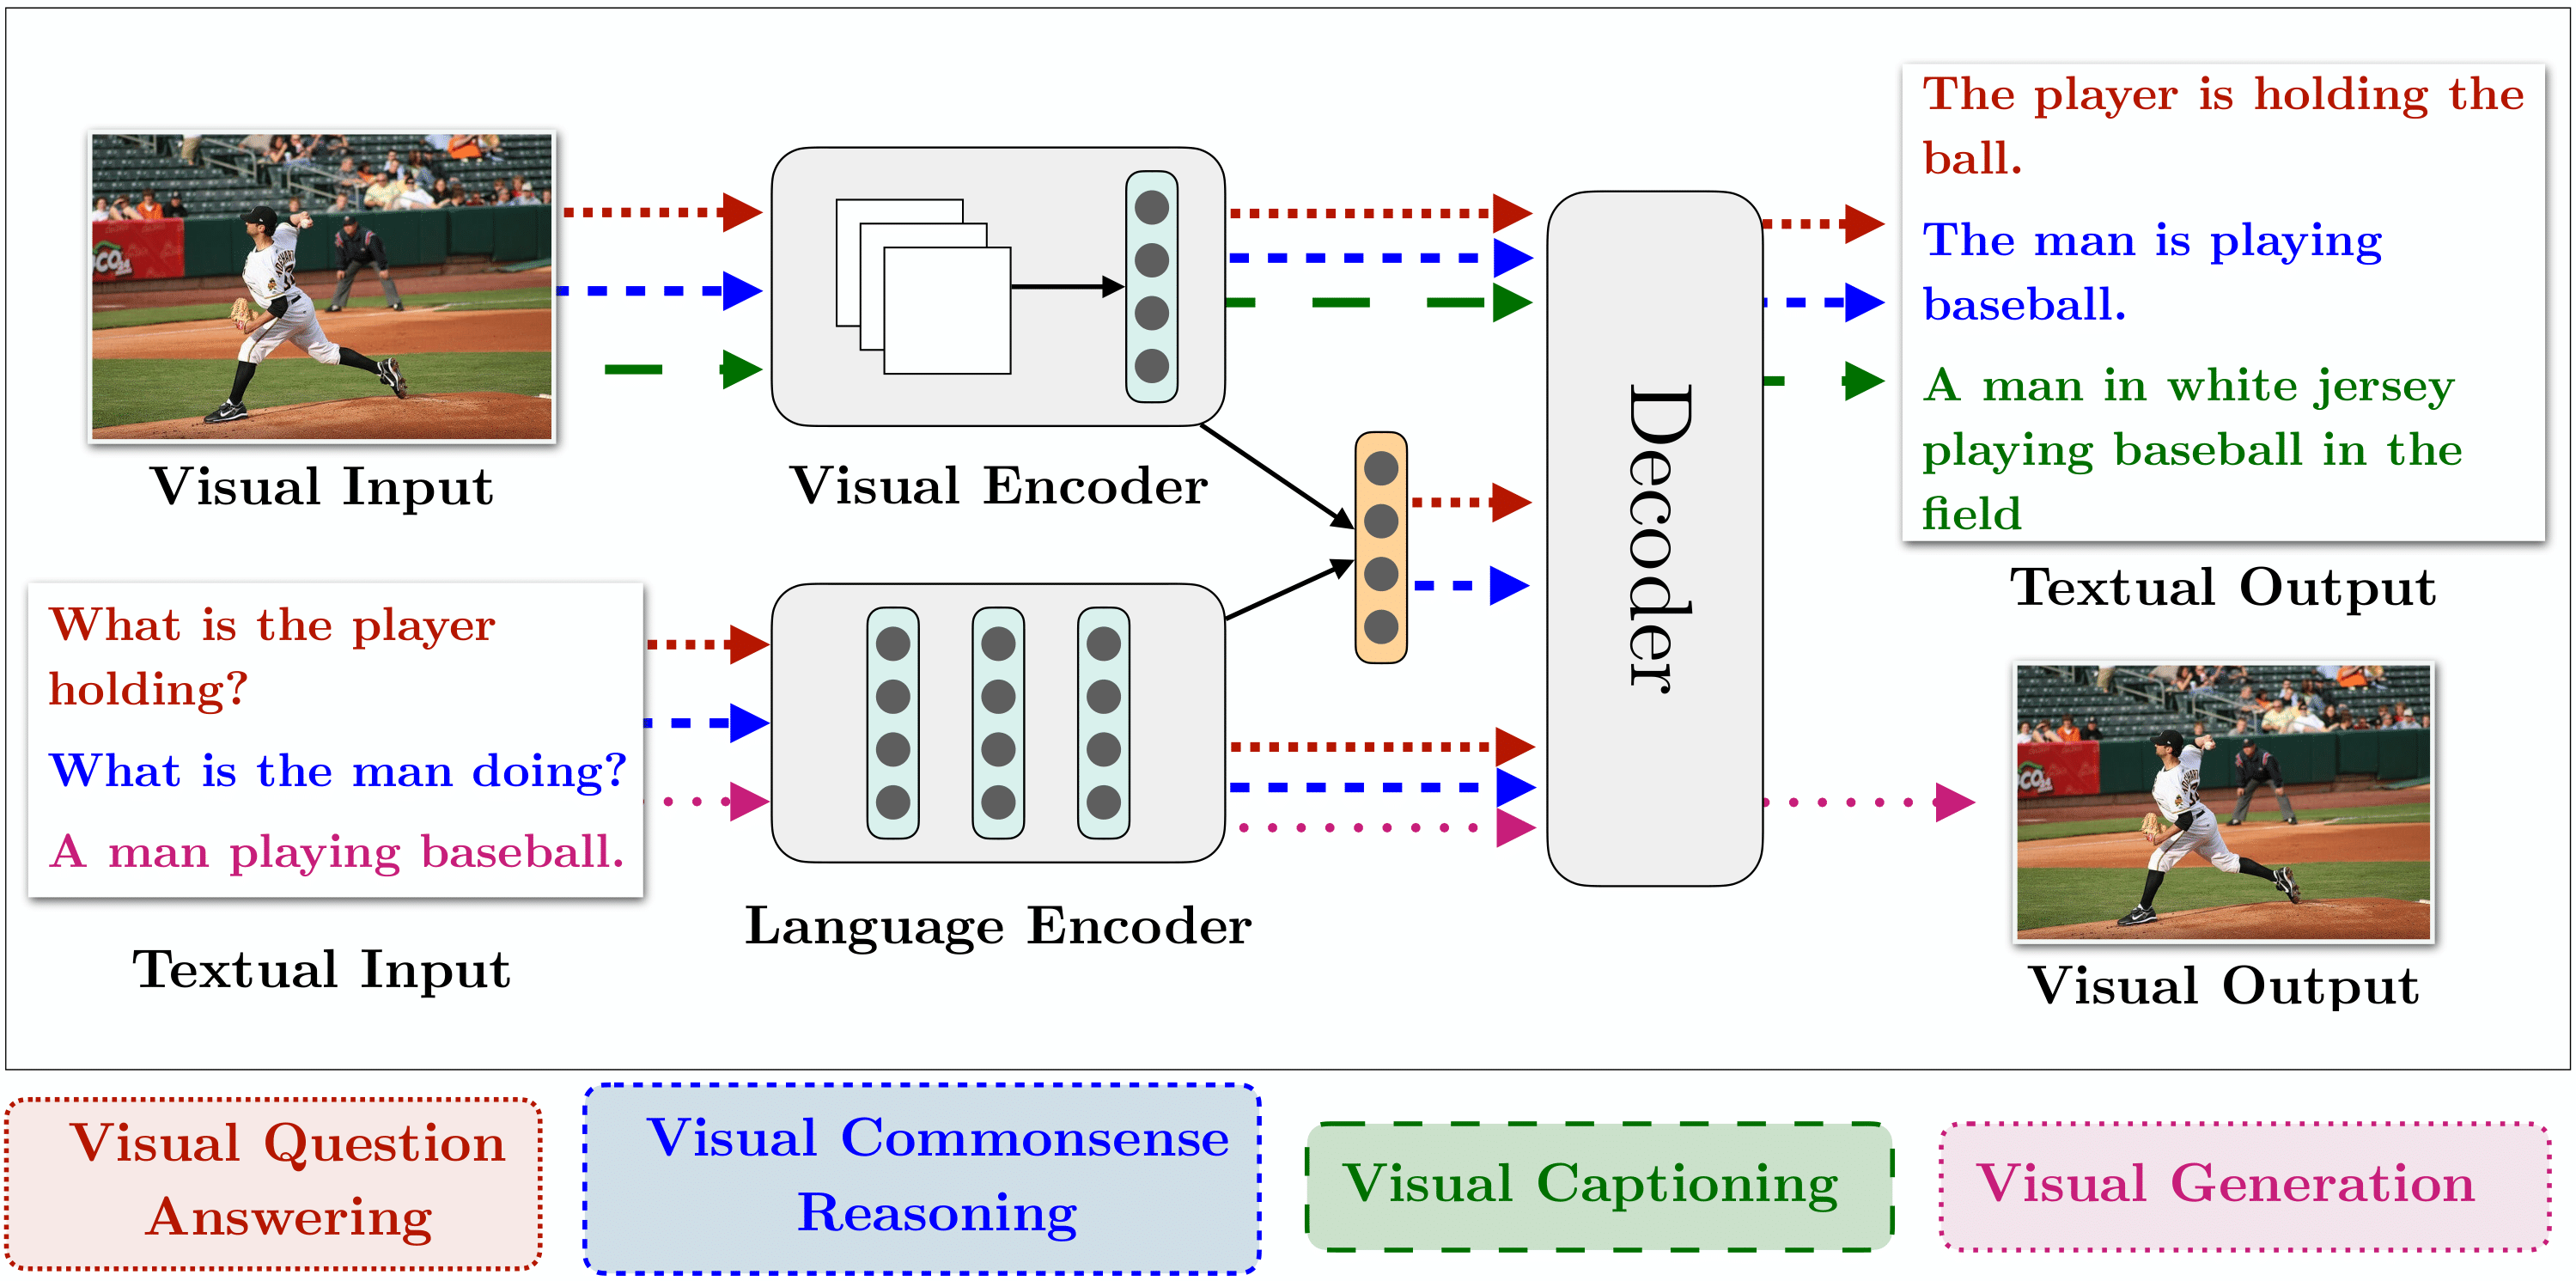 The player is holding the
ball.
The man is playing
baseball.
A man in white jersey
playing baseball in the
field
Textual Output
Visual Input
Visual Encoder
Decoder
What is the player
holding?
What is the man doing?
A man playing baseball.
Textual Input
Language Encoder
Visual Output
Visual Question
Answering
Visual Commonsense
Reasoning
Visual Captioning
Visual Generation